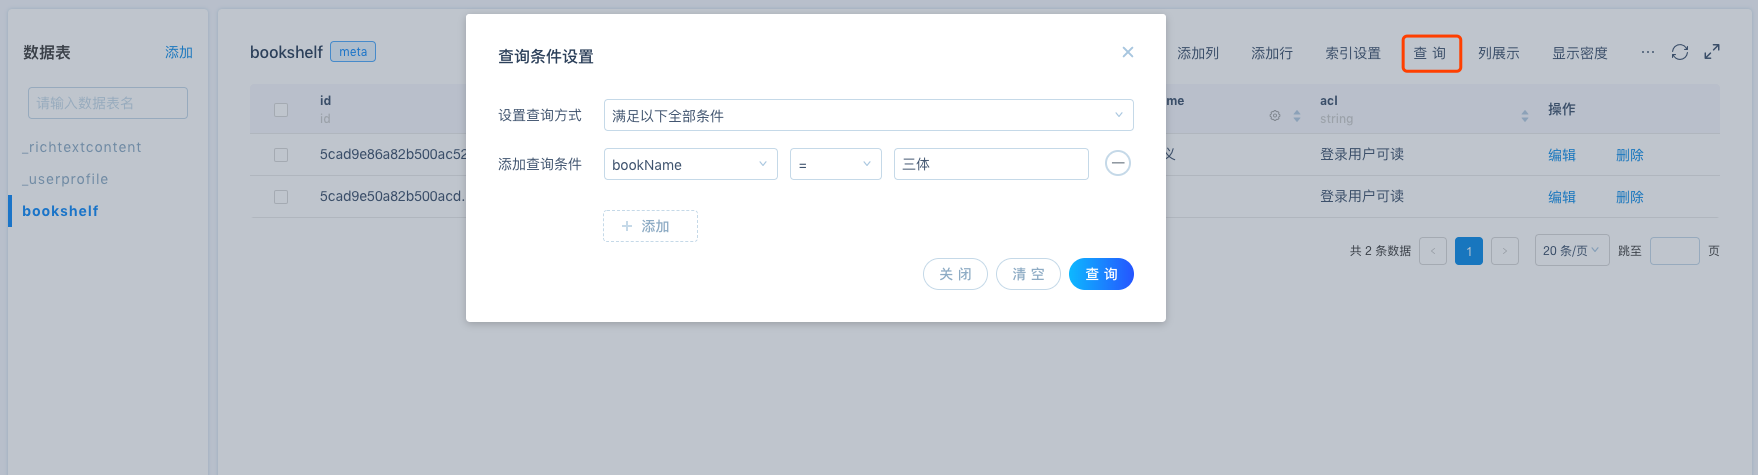 数据表
添加
请输入数据表名
_richtextcontent
_userprofile
bookshelf
bookshelf
meta
添加列
添加行
索引设置
查 询
列展示
显示密度
id
id
me
acl
string
操作
5cad9e86a82b500ac52
义
登录用户可读
编辑
删除
5cad9e50a82b500acd.
登录用户可读
编辑
删除
共 2 条数据
1
20 条/页
跳至
页
查询条件设置
设置查询方式
满足以下全部条件
添加查询条件
bookName
=
三体
添加
关 闭
清 空
查 询